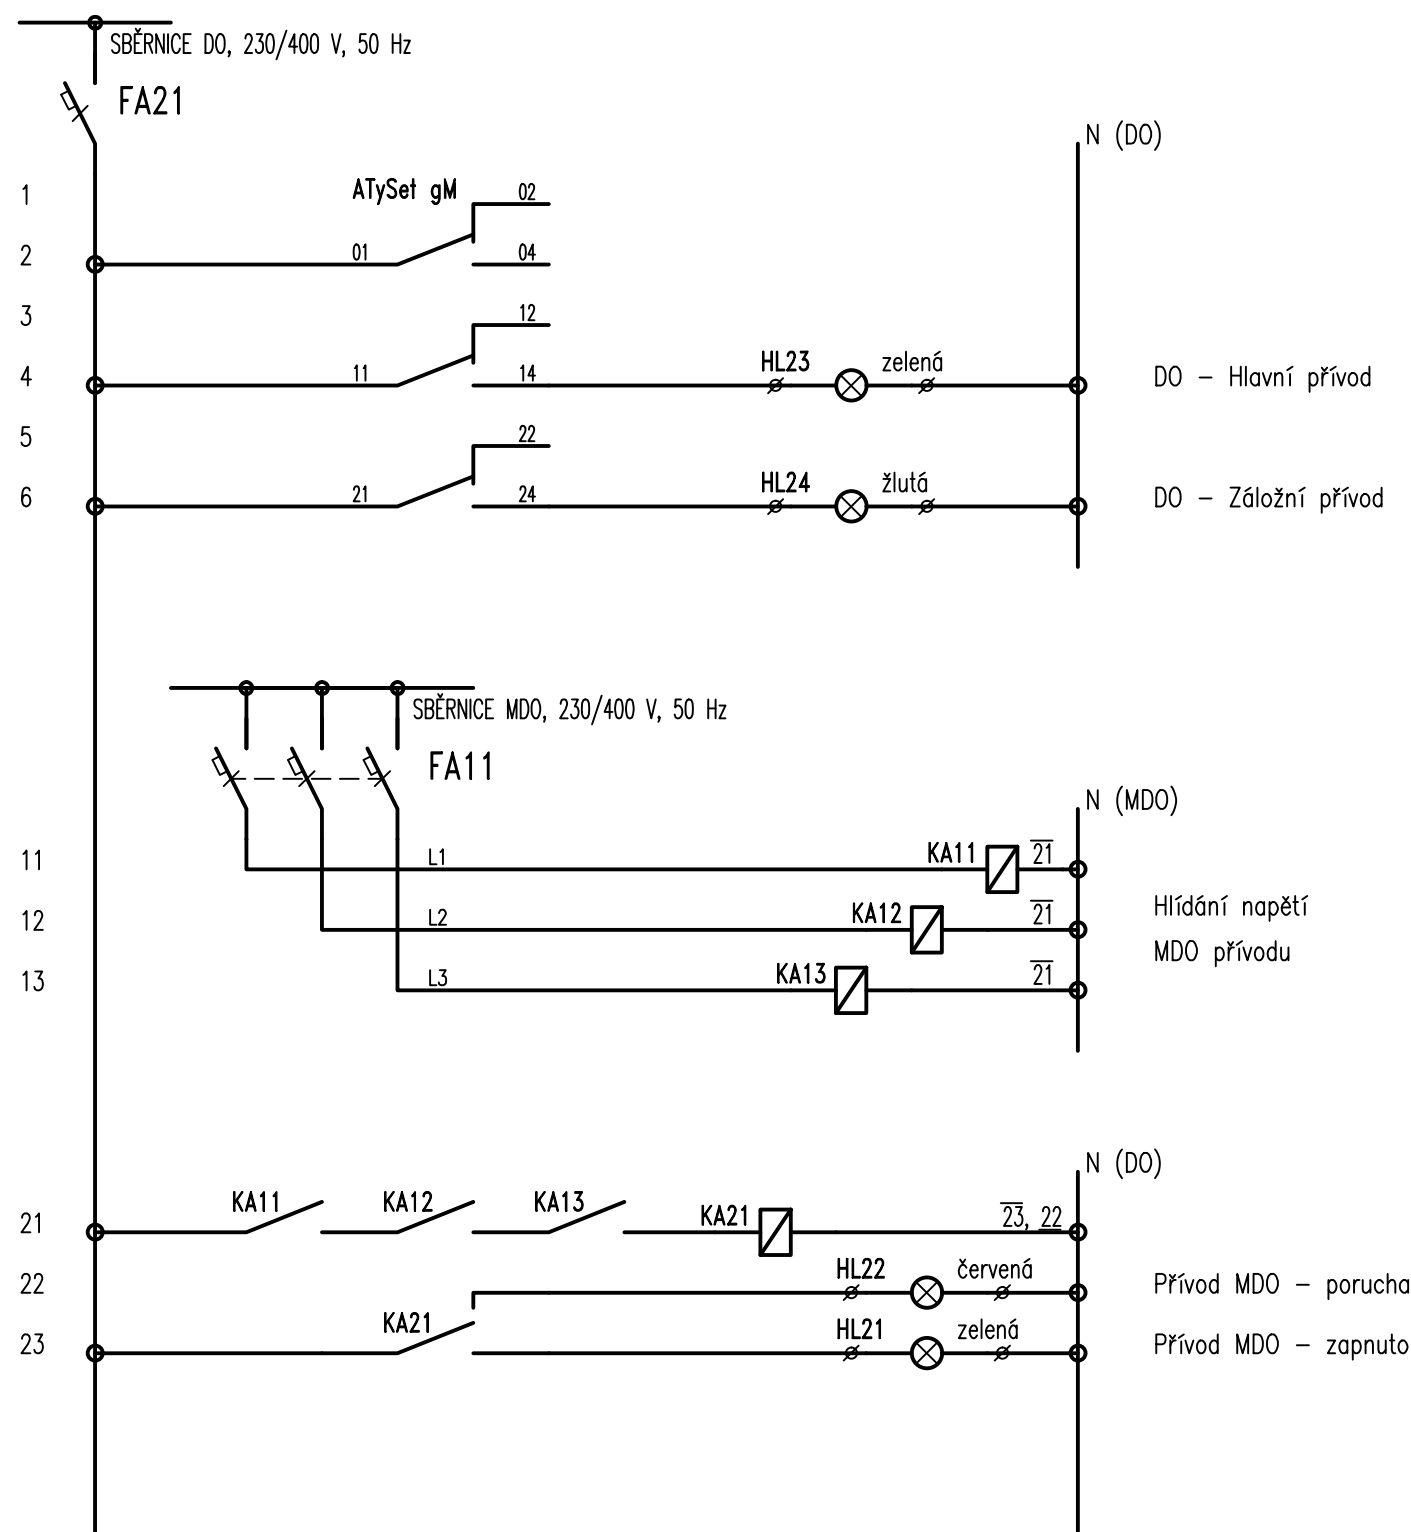 SBĚRNICE DO, 230/400 V, 50 Hz
FA21
N (DO)
1 ATySet gM 02
2 01 04
3 12
4 11 14 HL23 zelená DO – Hlavní přívod
5 22
6 21 24 HL24 žlutá DO – Záložní přívod
SBĚRNICE MDO, 230/400 V, 50 Hz
FA11
N (MDO)
11 L1 KA11 21
12 L2 KA12 21
13 L3 KA13 21
Hlídání napětí
MDO přívodu
N (DO)
21 KA11 KA12 KA13 KA21 23, 22
22 HL22 červená Přívod MDO – porucha
23 KA21 HL21 zelená Přívod MDO – zapnuto